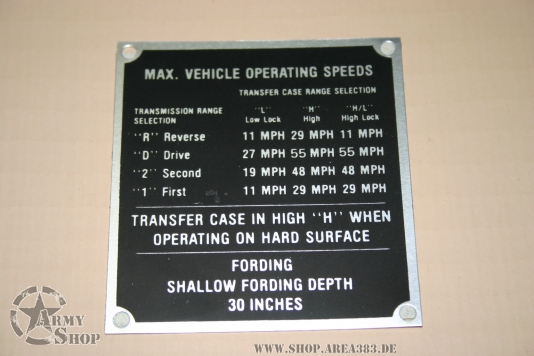 MAX. VEHICLE OPERATING SPEEDS
TRANSFER CASE RANGE SELECTION
TRANSMISSION RANGE SELECTION "L" Low Lock "H" High "H/L" High Lock
"R" Reverse 11 MPH 29 MPH 11 MPH
"D" Drive 27 MPH 55 MPH 55 MPH
"2" Second 19 MPH 48 MPH 48 MPH
"1" First 11 MPH 29 MPH 29 MPH
TRANSFER CASE IN HIGH "H" WHEN
OPERATING ON HARD SURFACE
FORDING
SHALLOW FORDING DEPTH
30 INCHES
ARMY
SHOP
WWW.SHOP.AREA383.DE